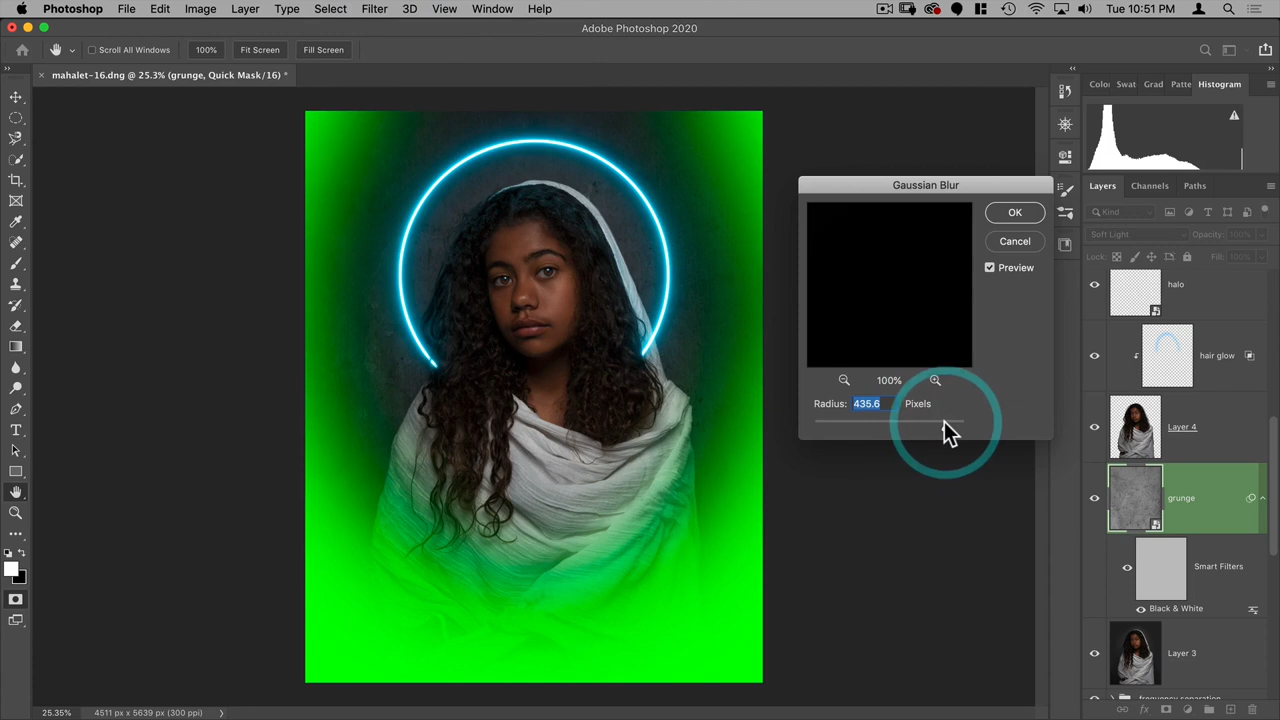 Photoshop File Edit Image Layer Type Select Filter 3D View Window Help Tue 10:51 PM
Adobe Photoshop 2020
Scroll All Windows 100% Fit Screen Fill Screen
mahalet-16.dng @ 25.3% (grunge, Quick Mask/16) *
Colo Swat Grad Patte Histogram
Gaussian Blur
OK
Cancel
Preview
100%
Radius: 435.6 Pixels
Layers Channels Paths
Kind
Soft Light Opacity: 100%
Lock: Fill: 100%
halo
hair glow
Layer 4
grunge
Smart Filters
Black & White
Layer 3
frequency separation
25.35% 4511 px x 5639 px (300 ppi)